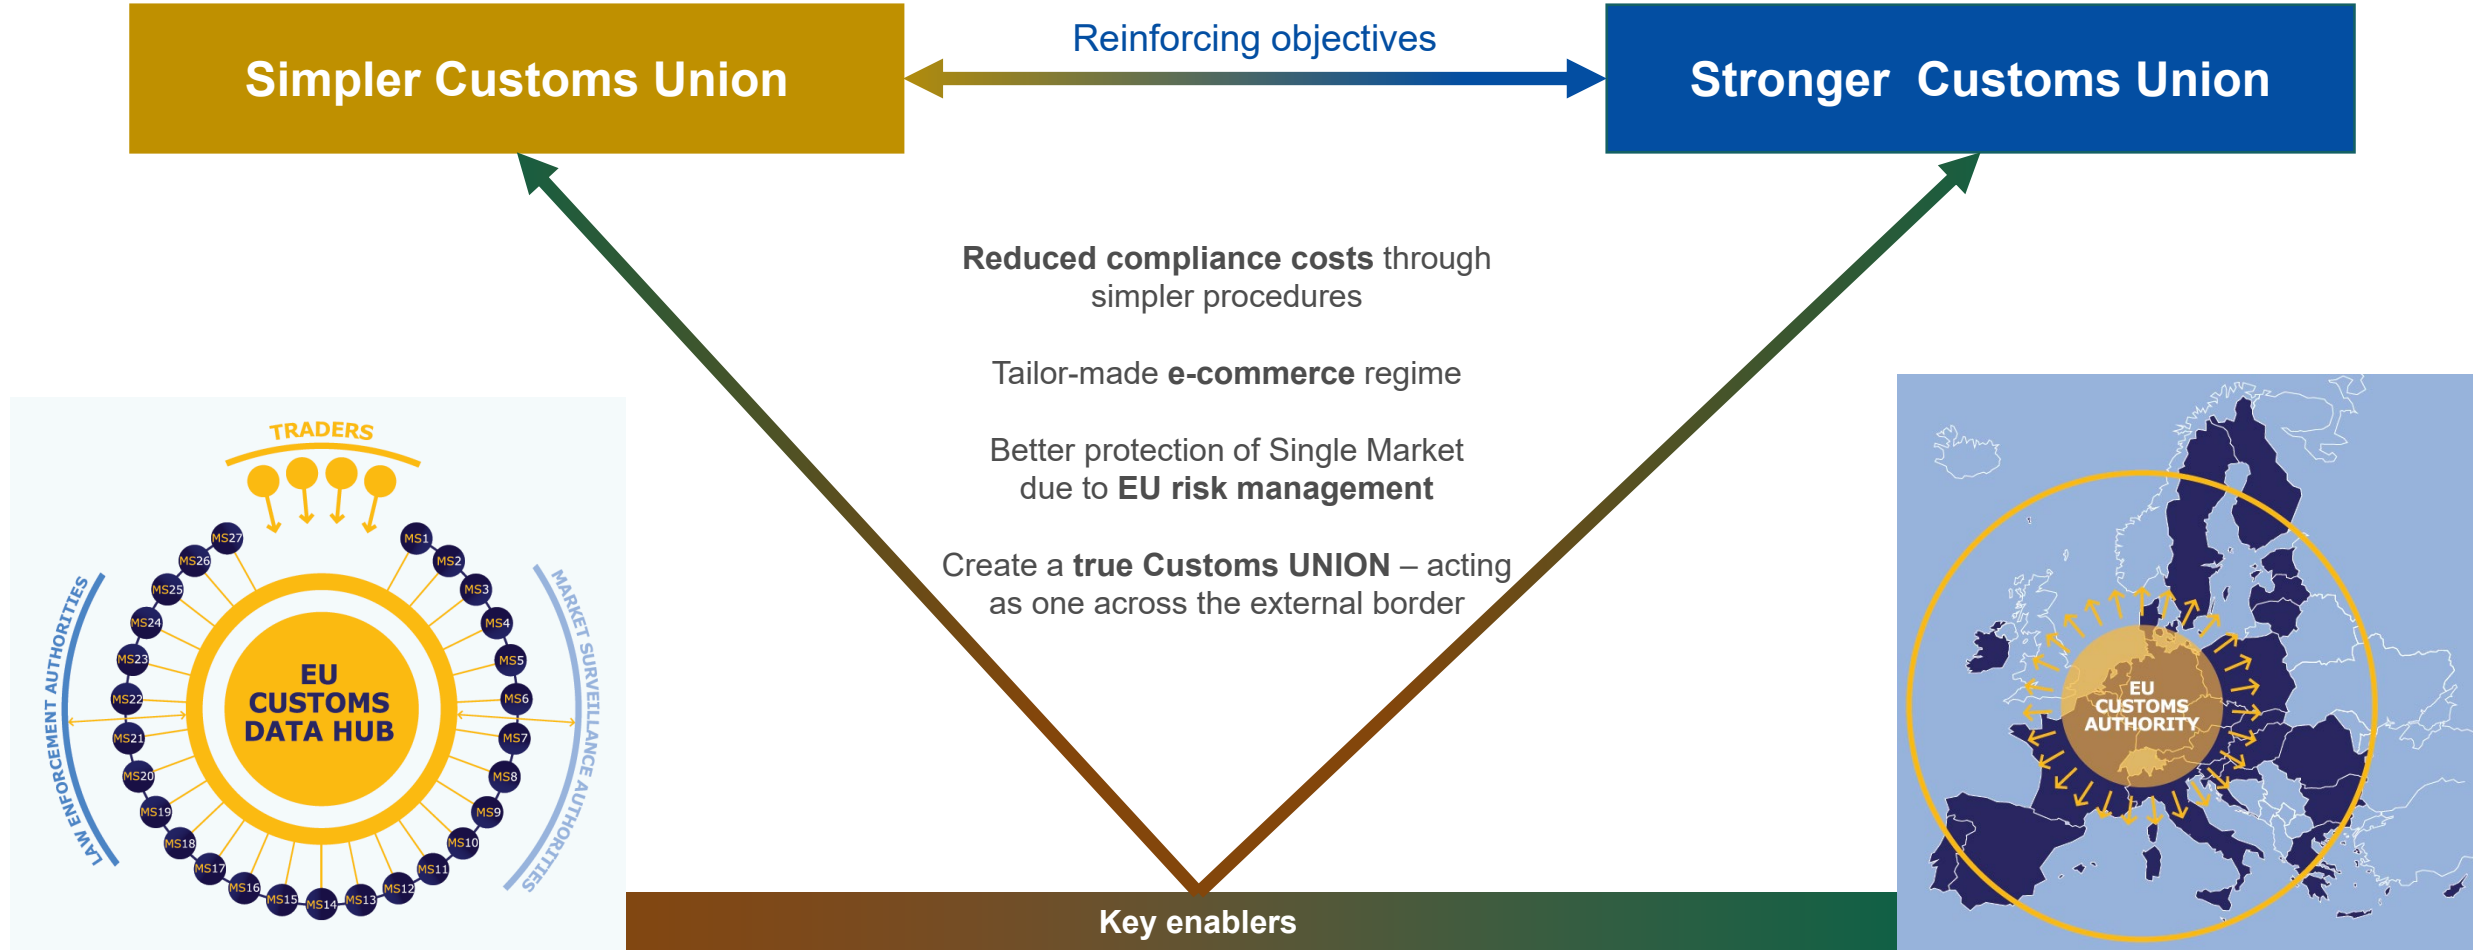 Simpler Customs Union
Reinforcing objectives
Stronger  Customs Union
Reduced compliance costs through
simpler procedures
Tailor-made e-commerce regime
Better protection of Single Market
due to EU risk management
Create a true Customs UNION – acting
as one across the external border
TRADERS
LAW ENFORCEMENT AUTHORITIES
MARKET SURVEILLANCE AUTHORITIES
MS1
MS2
MS3
MS4
MS5
MS6
MS7
MS8
MS9
MS10
MS11
MS12
MS13
MS14
MS15
MS16
MS17
MS18
MS19
MS20
MS21
MS22
MS23
MS24
MS25
MS26
MS27
EU
CUSTOMS
DATA HUB
EU
CUSTOMS
AUTHORITY
Key enablers